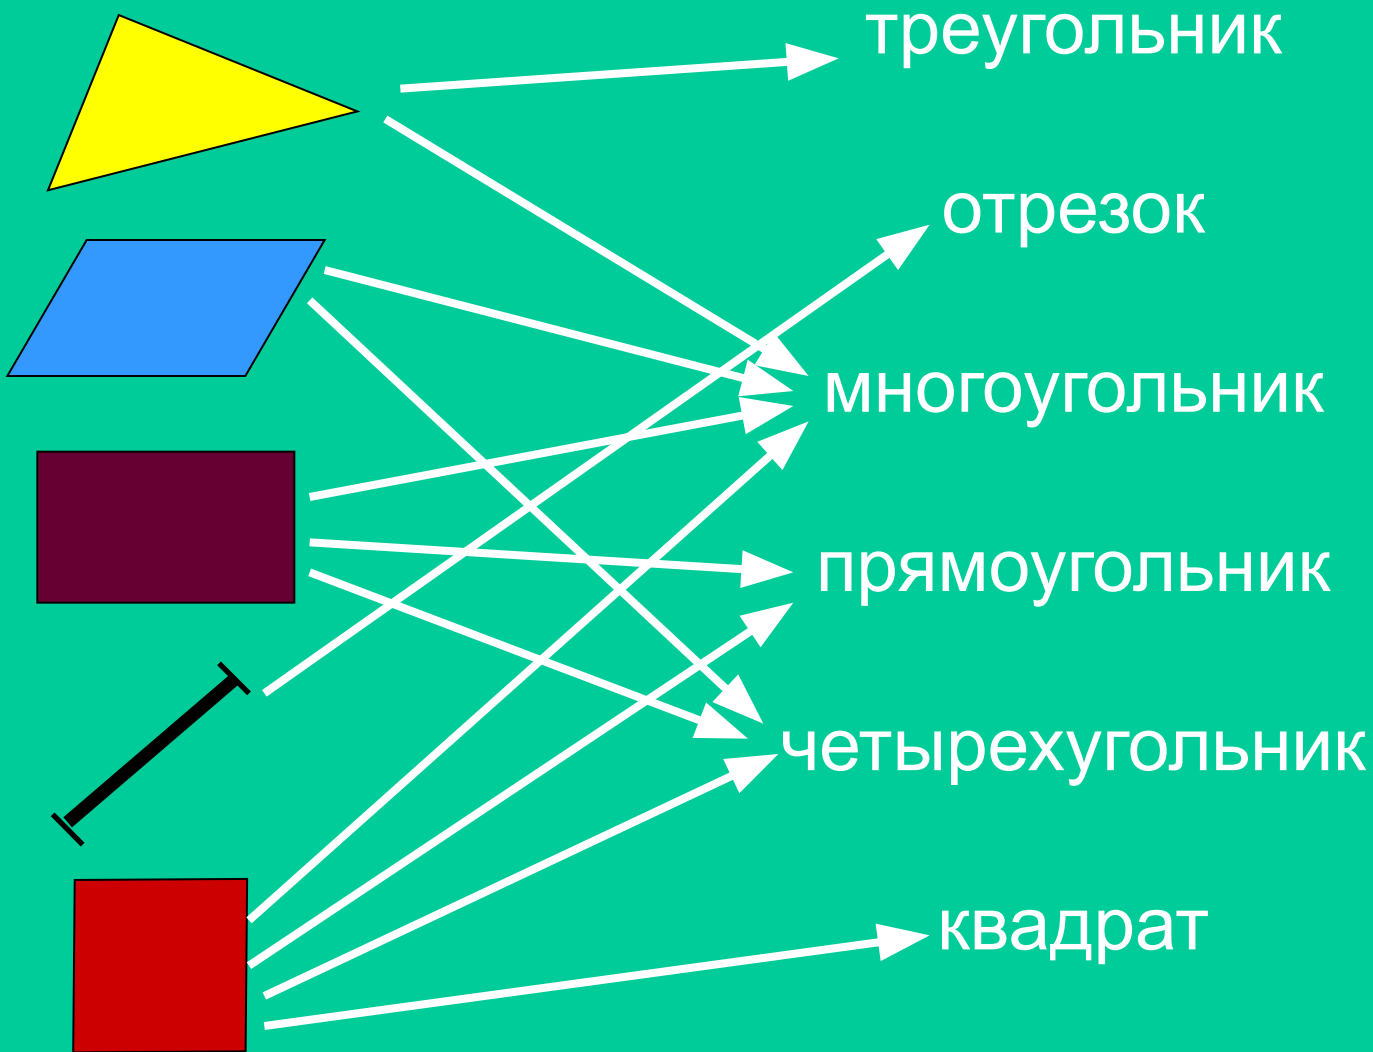 треугольник
отрезок
многоугольник
прямоугольник
четырехугольник
квадрат